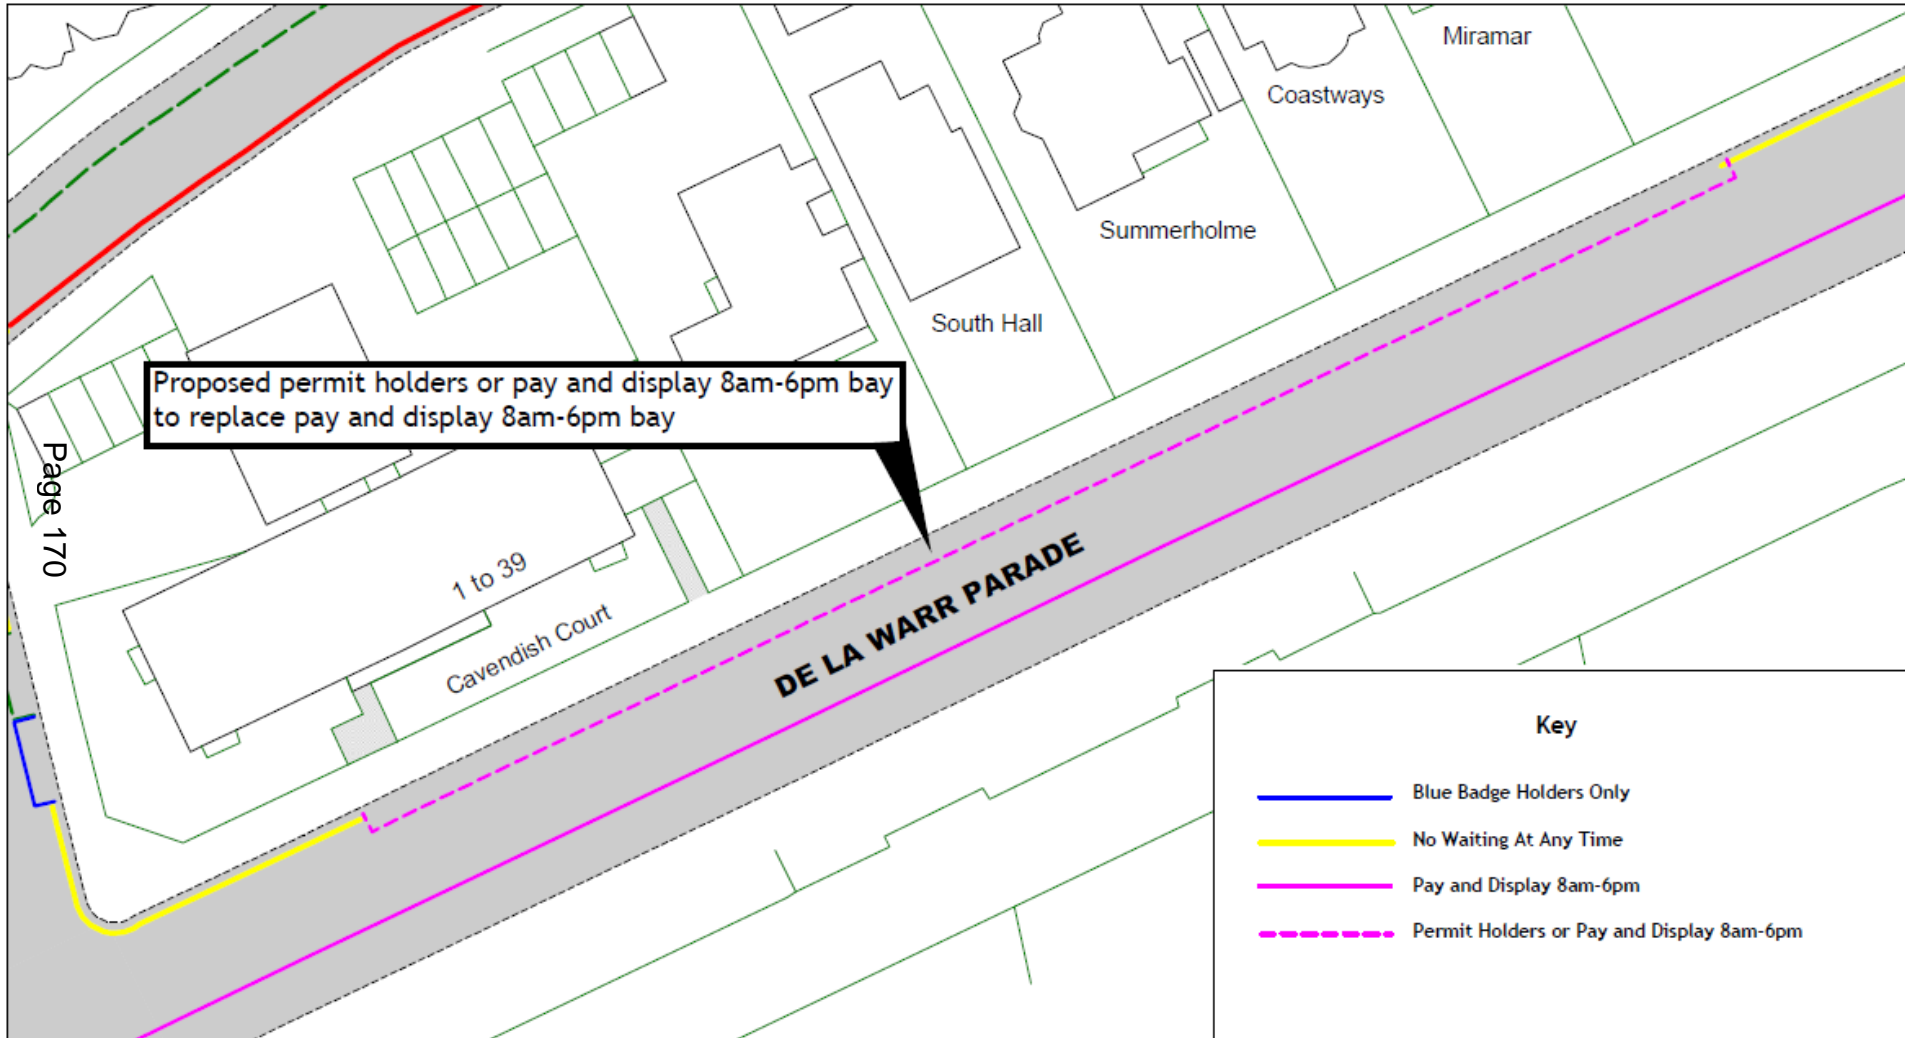 Miramar
Coastways
Summerholme
South Hall
Proposed permit holders or pay and display 8am-6pm bay
to replace pay and display 8am-6pm bay
Page 170
1 to 39
Cavendish Court
DE LA WARR PARADE
Key
Blue Badge Holders Only
No Waiting At Any Time
Pay and Display 8am-6pm
Permit Holders or Pay and Display 8am-6pm